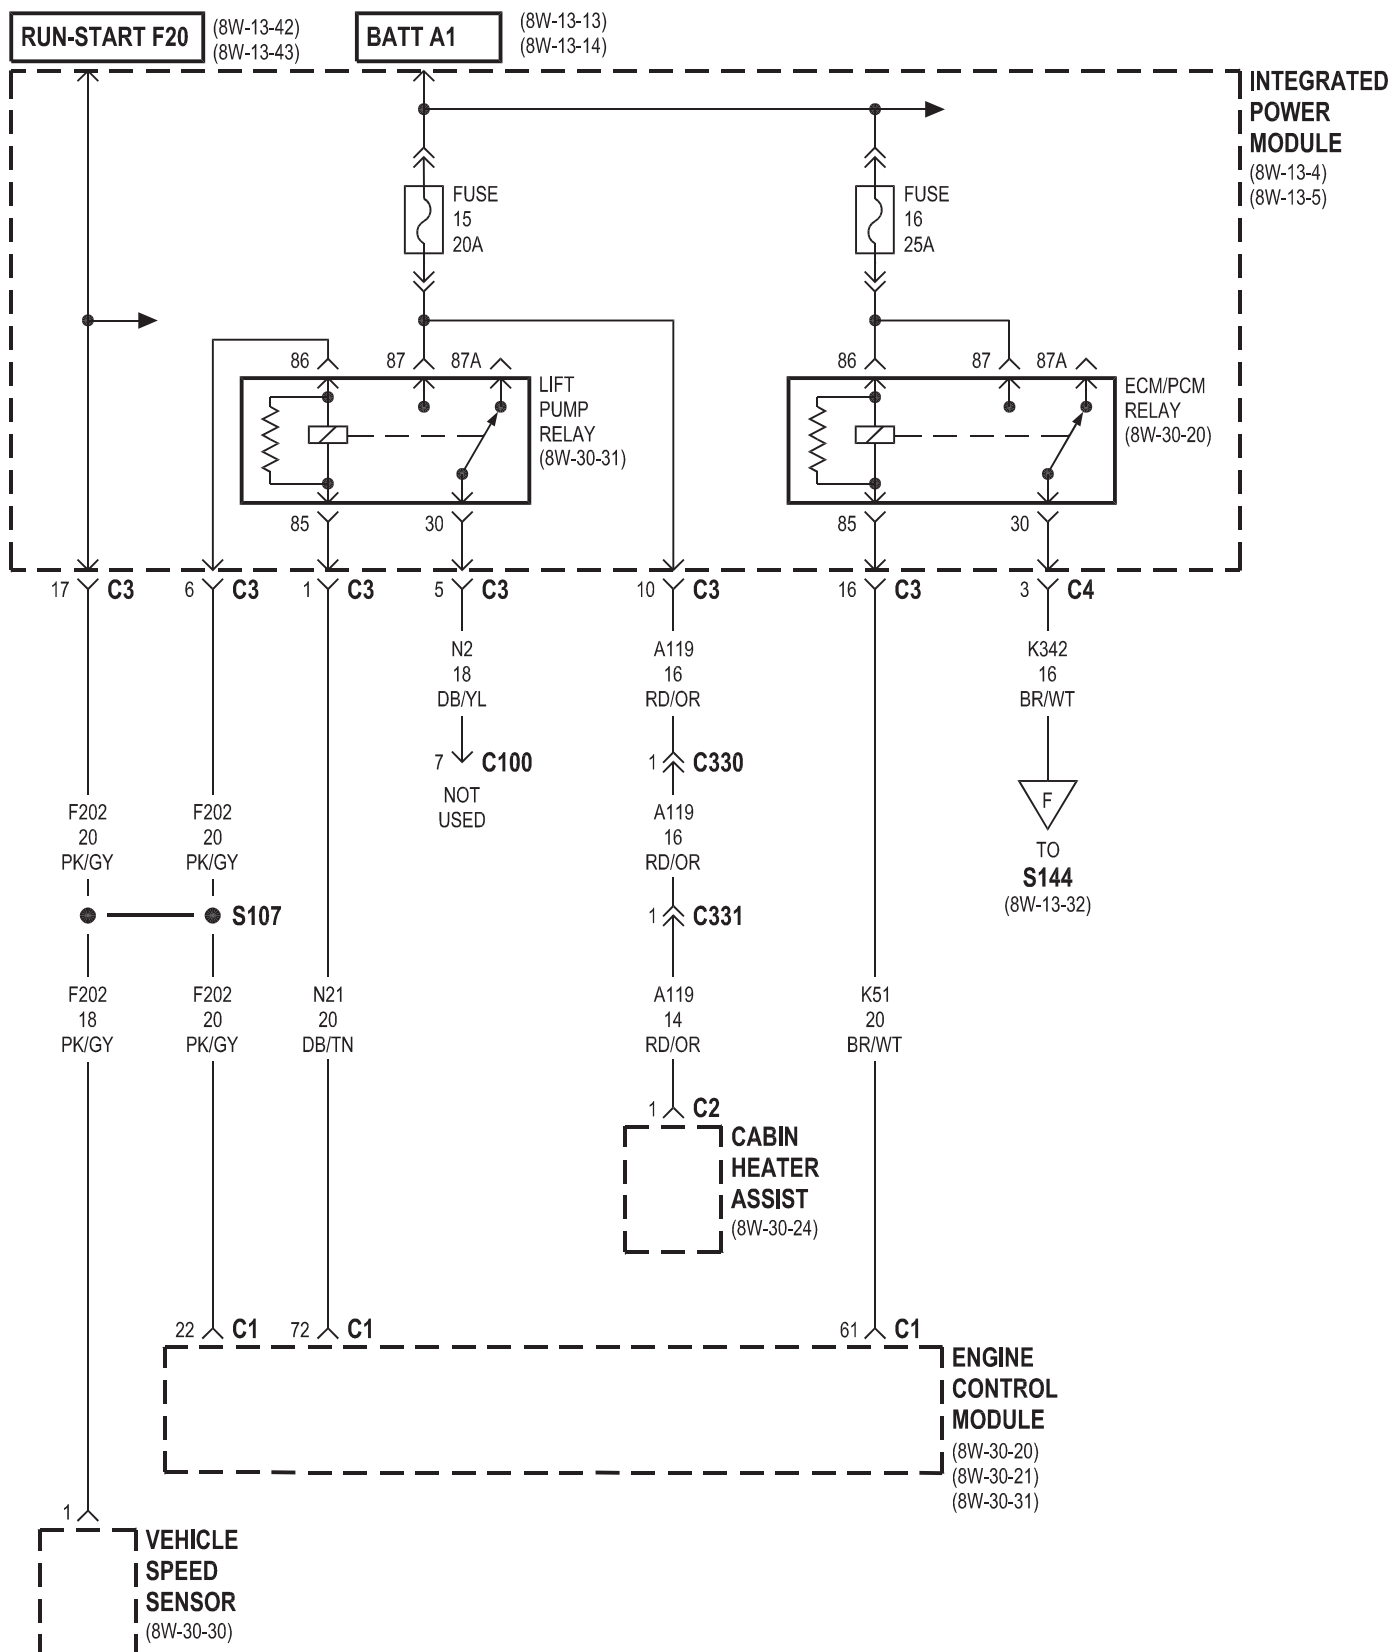 RUN-START F20
(8W-13-42)
(8W-13-43)
BATT A1
(8W-13-13)
(8W-13-14)
INTEGRATED
POWER
MODULE
(8W-13-4)
(8W-13-5)
FUSE
15
20A
FUSE
16
25A
86
87
87A
LIFT
PUMP
RELAY
(8W-30-31)
86
87
87A
ECM/PCM
RELAY
(8W-30-20)
85
30
85
30
17 C3
6 C3
1 C3
5 C3
10 C3
16 C3
3 C4
N2
18
DB/YL
A119
16
RD/OR
K342
16
BR/WT
7 C100
NOT
USED
1 C330
F
F202
20
PK/GY
F202
20
PK/GY
A119
16
RD/OR
TO
S144
(8W-13-32)
S107
1 C331
F202
18
PK/GY
F202
20
PK/GY
N21
20
DB/TN
A119
14
RD/OR
K51
20
BR/WT
1 C2
CABIN
HEATER
ASSIST
(8W-30-24)
22 C1
72 C1
61 C1
ENGINE
CONTROL
MODULE
(8W-30-20)
(8W-30-21)
(8W-30-31)
1
VEHICLE
SPEED
SENSOR
(8W-30-30)